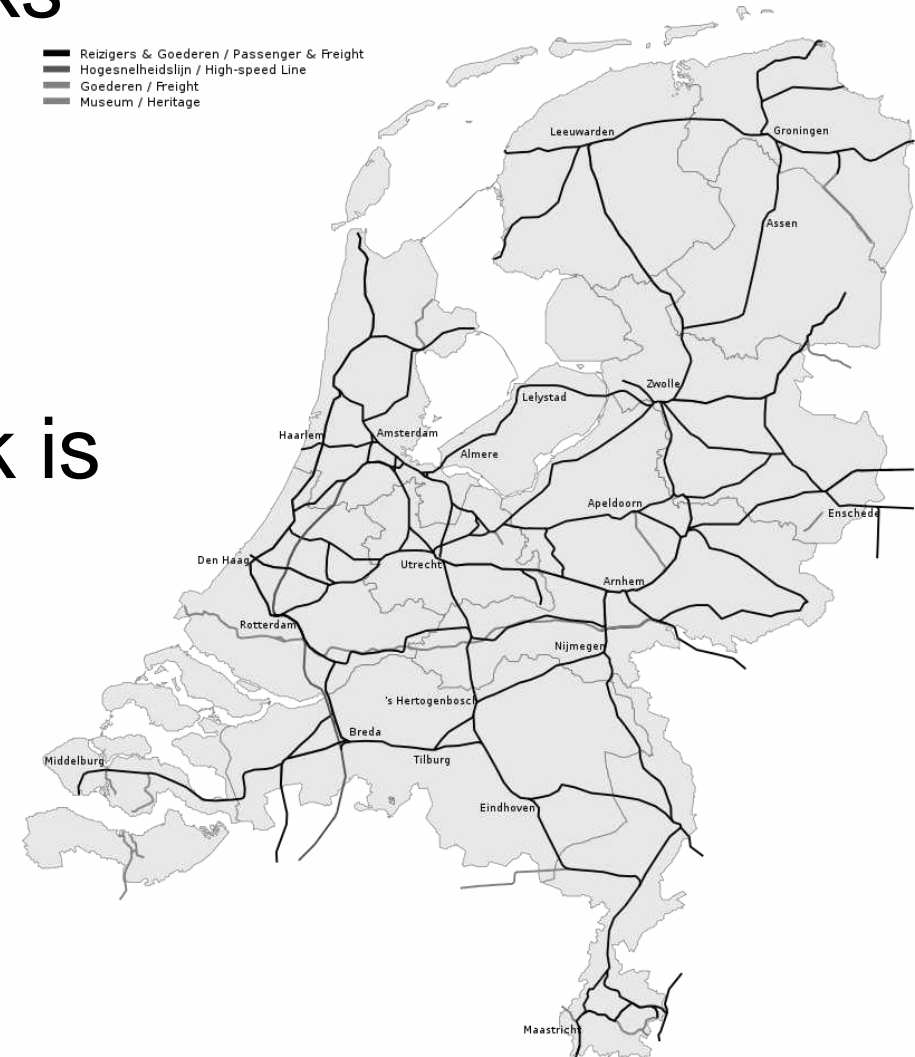 ks
Reizigers & Goederen / Passenger & Freight
Hogesnelheidslijn / High-speed Line
Goederen / Freight
Museum / Heritage
Leeuwarden
Groningen
Assen
Zwolle
Lelystad
Haarlem
Amsterdam
k is
Almere
Apeldoorn
Enschede
Den Haag
Utrecht
Arnhem
Rotterdam
Nijmegen
's Hertogenbosch
Breda
Middelburg
Tilburg
Eindhoven
Maastricht